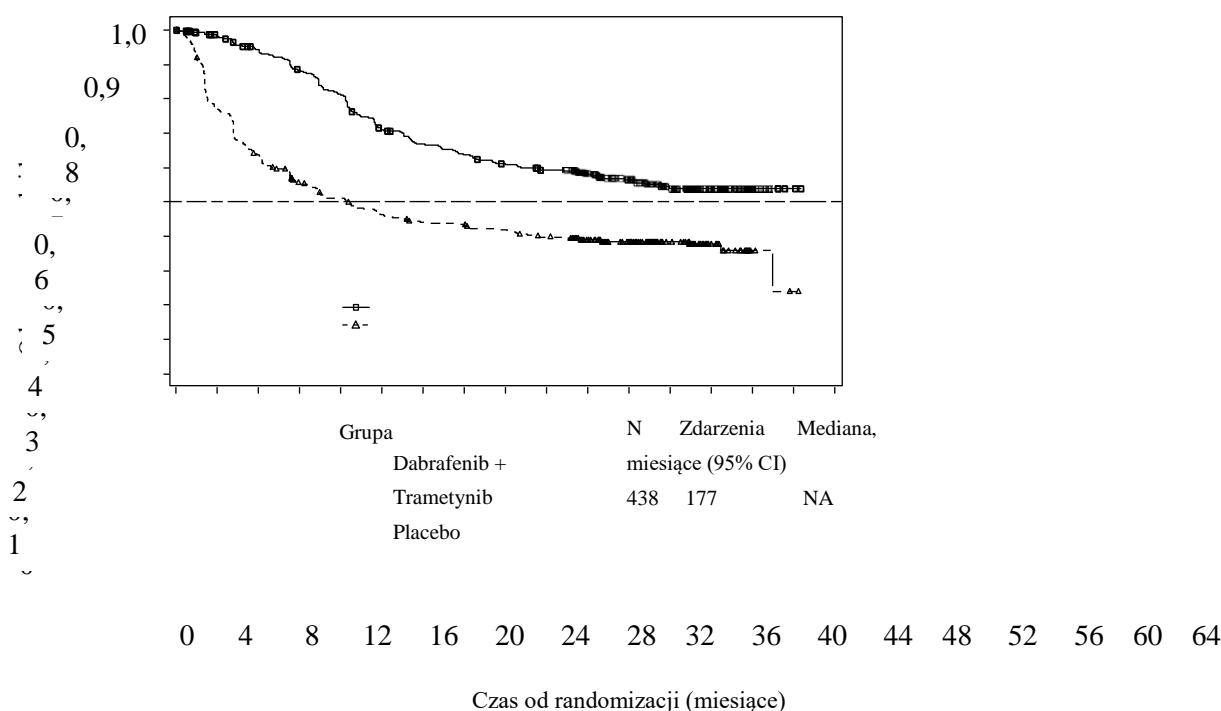 1,0
0,9
0,
8
0,
6
5
4
3
2
1
Grupa N Zdarzenia Mediana,
Dabrafenib + miesiące (95% CI)
Trametynib 438 177 NA
Placebo
0 4 8 12 16 20 24 28 32 36 40 44 48 52 56 60 64
Czas od randomizacji (miesiące)